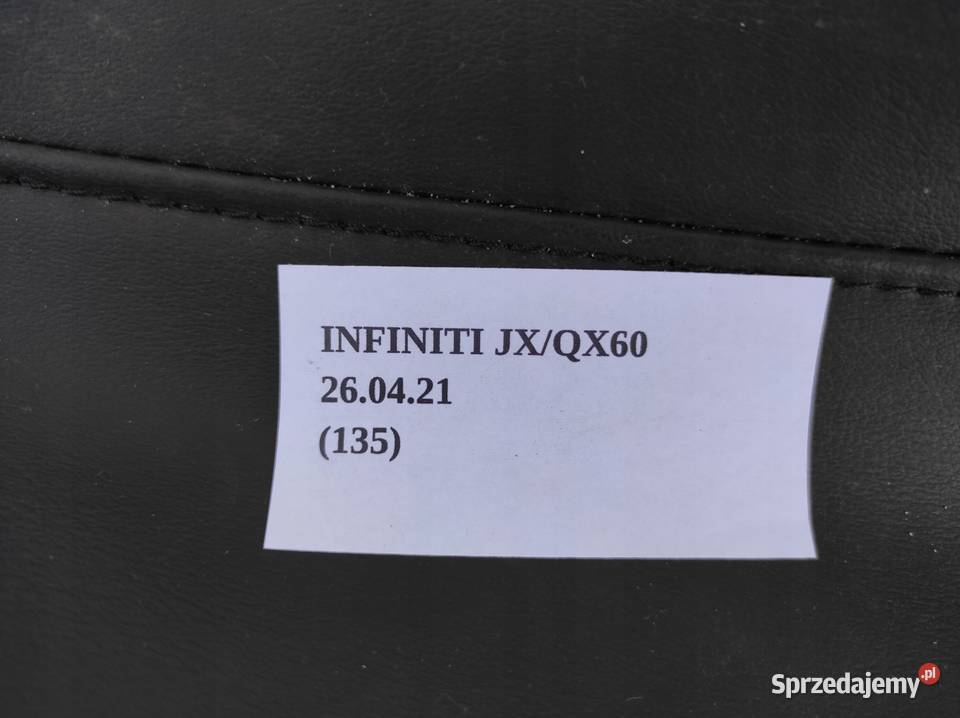 INFINITI JX/QX60
26.04.21
(135)
Sprzedajemy.pl